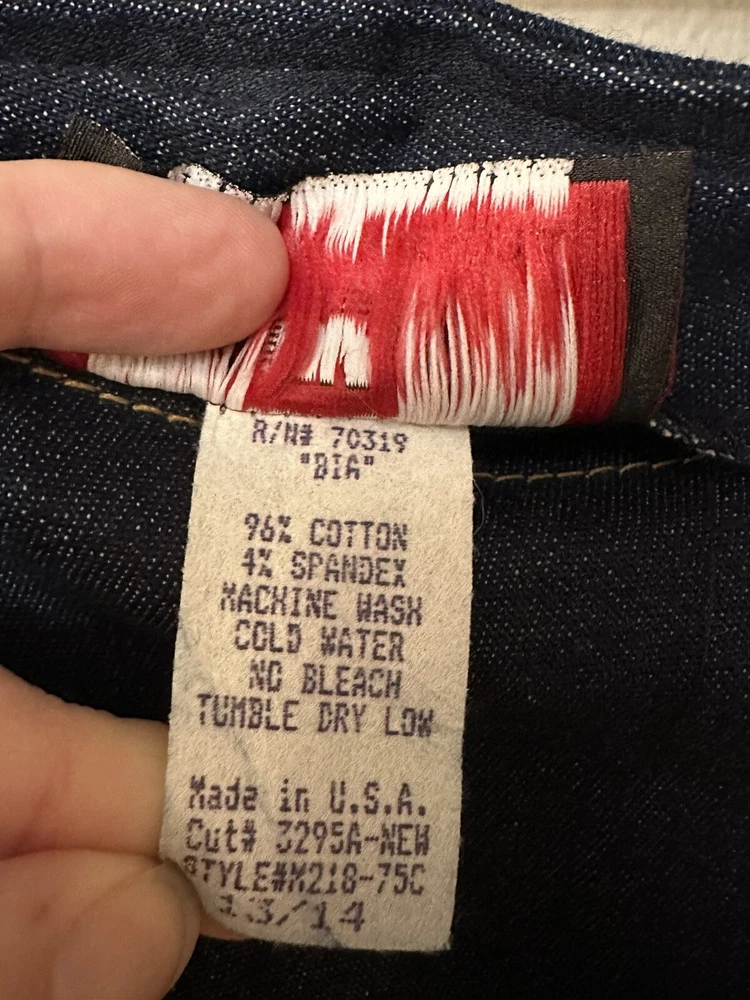 R/N# 70319
"BIA"
96% COTTON
4% SPANDEX
MACHINE WASH
COLD WATER
NO BLEACH
TUMBLE DRY LOW
Made in U.S.A.
Cut# 3295A-NEW
STYLE#M218-75C
13/14